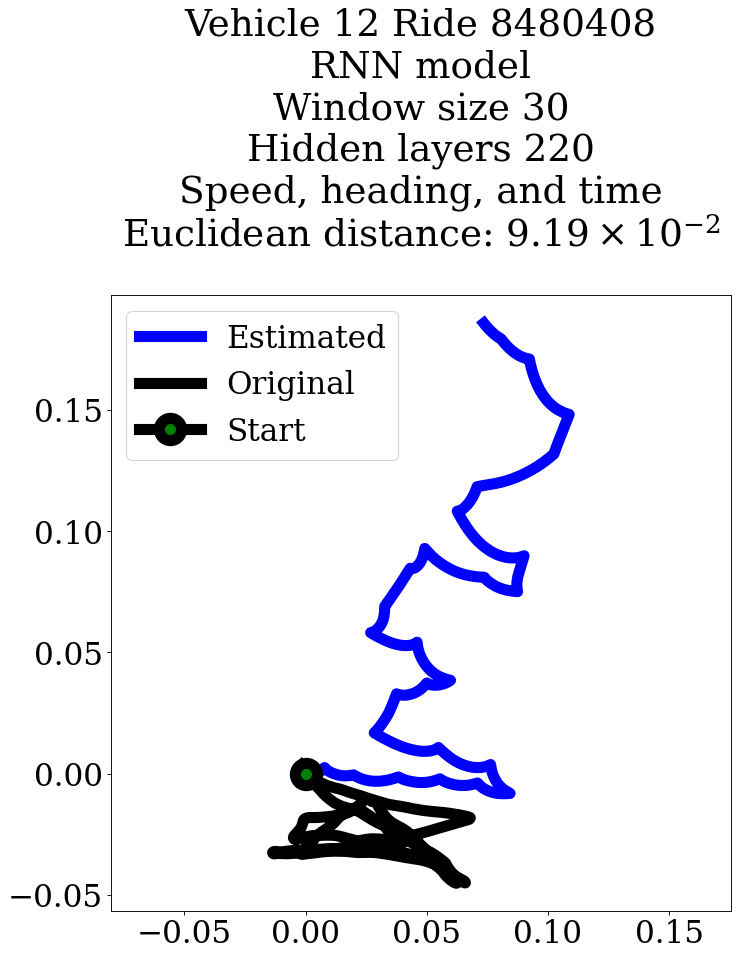 Vehicle 12 Ride 8480408
RNN model
Window size 30
Hidden layers 220
Speed, heading, and time
Euclidean distance: 9.19 × 10⁻²
Estimated
Original
Start
0.15
0.10
0.05
0.00
−0.05
−0.05 0.00 0.05 0.10 0.15